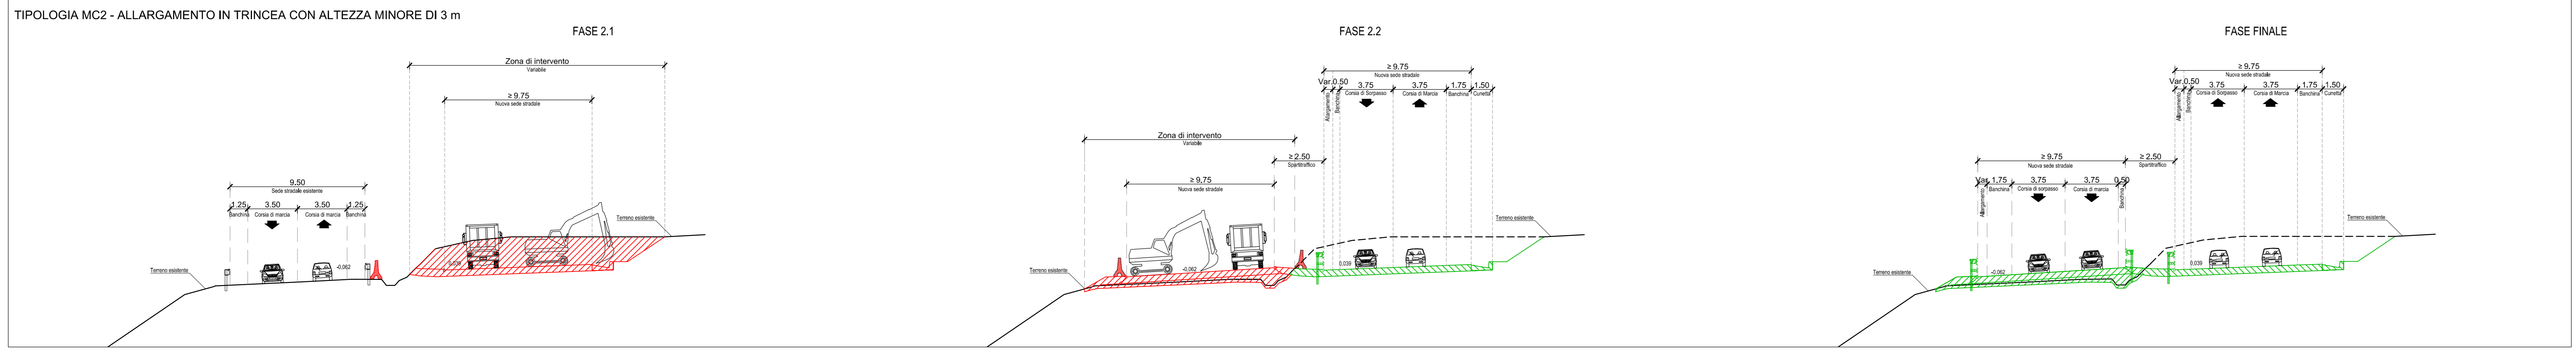 TIPOLOGIA MC2 - ALLARGAMENTO IN TRINCEA CON ALTEZZA MINORE DI 3 m
FASE 2.1
Zona di intervento
Variabile
≥ 9.75
Nuova sede stradale
9.50
Sede stradale esistente
1.25 3.50 3.50 1.25
Banchina Corsia di marcia Corsia di marcia Banchina
Terreno esistente
-0,062
0,039
Terreno esistente
FASE 2.2
≥ 9.75
Nuova sede stradale
Var. 0.50 3.75 3.75 1.75 1.50
Allargamento Banchina Corsia di Sorpasso Corsia di Marcia Banchina Cunetta
Zona di intervento
Variabile
≥ 2.50
Spartitraffico
≥ 9.75
Nuova sede stradale
Terreno esistente
-0,062
0,039
Terreno esistente
FASE FINALE
≥ 9.75
Nuova sede stradale
Var. 0.50 3.75 3.75 1.75 1.50
Allargamento Banchina Corsia di Sorpasso Corsia di Marcia Banchina Cunetta
≥ 9.75
Nuova sede stradale
≥ 2.50
Spartitraffico
Var. 1.75 3.75 3.75 0.50
Allargamento Banchina Corsia di sorpasso Corsia di marcia Banchina
Terreno esistente
-0,062
0,039
Terreno esistente